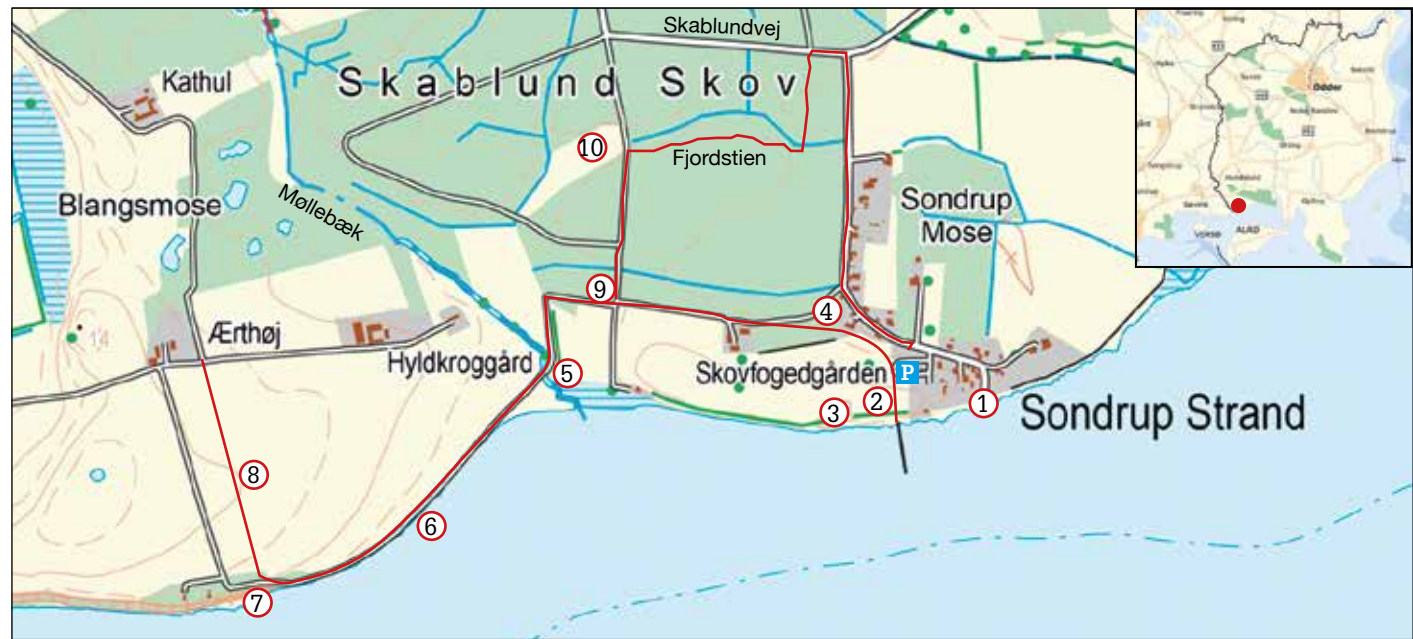 Skablundvej
Kathul
Skablund Skov
10
Fjordstien
Blangsmose
Møllebæk
Sondrup
Mose
9
4
14
Ærthøj
Hyldkroggård
5
Skovfogedgården
P
2
3
1
Sondrup Strand
8
6
7
Odder